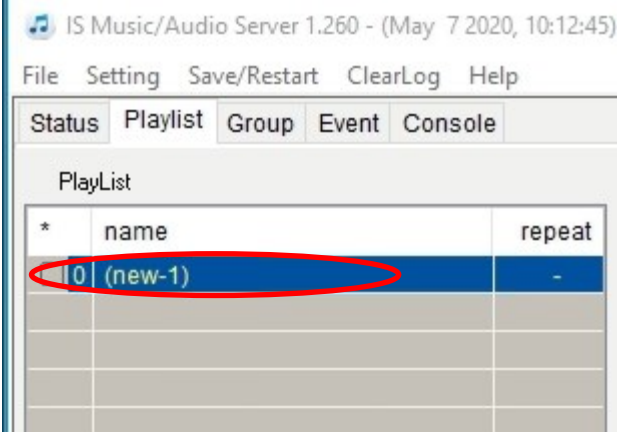 IS Music/Audio Server 1.260 - (May  7 2020, 10:12:45)
File Setting Save/Restart ClearLog Help
Status Playlist Group Event Console
PlayList
* name repeat
0 (new-1) -